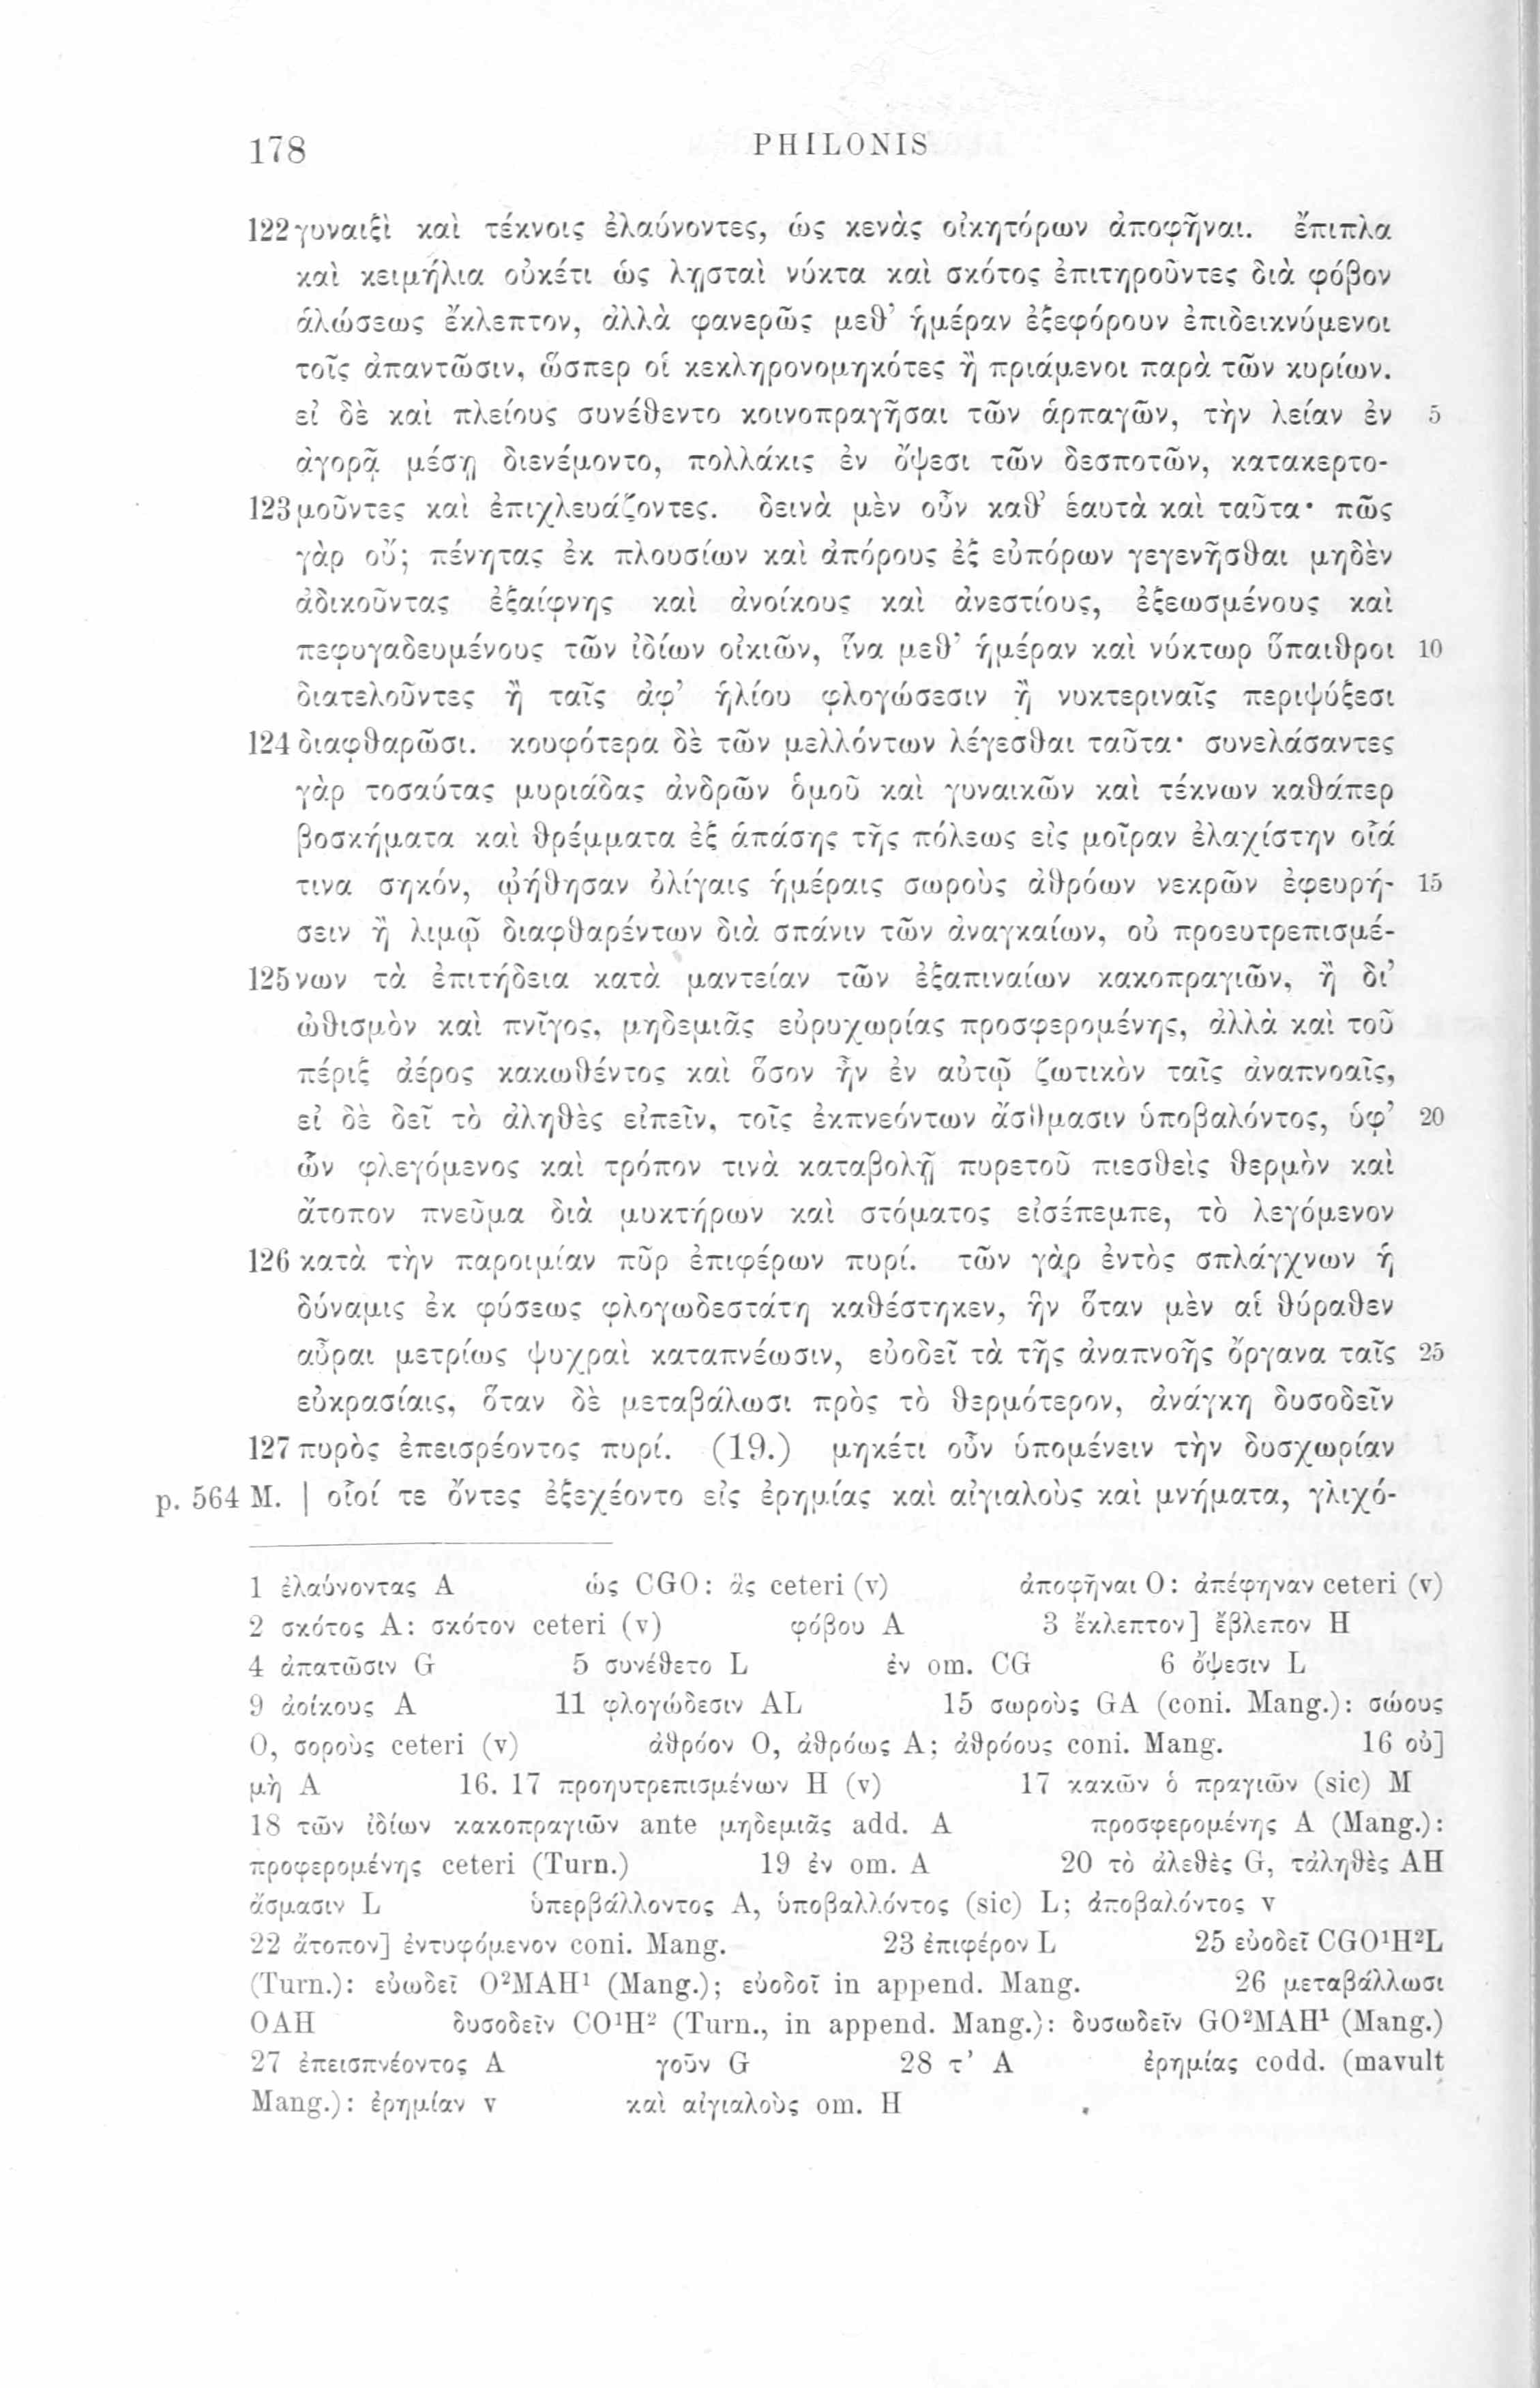 178 PHILONIS
122 γυναιξὶ καὶ τέκνοις ἐλαύνοντες, ὡς κενὰς οἰκητόρων ἀποφῆναι. ἔπιπλα
καὶ κειμήλια οὐκέτι ὡς λῃσταὶ νύκτα καὶ σκότος ἐπιτηροῦντες διὰ φόβον
ἁλώσεως ἔκλεπτον, ἀλλὰ φανερῶς μεθ’ ἡμέραν ἐξεφόρουν ἐπιδεικνύμενοι
τοῖς ἀπαντῶσιν, ὥσπερ οἱ κεκληρονομηκότες ἢ πριάμενοι παρὰ τῶν κυρίων.
εἰ δὲ καὶ πλείους συνέθεντο κοινοπραγῆσαι τῶν ἁρπαγῶν, τὴν λείαν ἐν 5
ἀγορᾷ μέσῃ διενέμοντο, πολλάκις ἐν ὄψεσι τῶν δεσποτῶν, κατακερτο-
123 μοῦντες καὶ ἐπιχλευάζοντες. δεινὰ μὲν οὖν καθ’ ἑαυτὰ καὶ ταῦτα· πῶς
γὰρ οὔ; πένητας ἐκ πλουσίων καὶ ἀπόρους ἐξ εὐπόρων γεγενῆσθαι μηδὲν
ἀδικοῦντας ἐξαίφνης καὶ ἀνοίκους καὶ ἀνεστίους, ἐξεωσμένους καὶ
πεφυγαδευμένους τῶν ἰδίων οἰκιῶν, ἵνα μεθ’ ἡμέραν καὶ νύκτωρ ὕπαιθροι 10
διατελοῦντες ἢ ταῖς ἀφ’ ἡλίου φλογώσεσιν ἢ νυκτεριναῖς περιψύξεσι
124 διαφθαρῶσι. κουφότερα δὲ τῶν μελλόντων λέγεσθαι ταῦτα· συνελάσαντες
γὰρ τοσαύτας μυριάδας ἀνδρῶν ὁμοῦ καὶ γυναικῶν καὶ τέκνων καθάπερ
βοσκήματα καὶ θρέμματα ἐξ ἁπάσης τῆς πόλεως εἰς μοῖραν ἐλαχίστην οἷά
τινα σηκόν, ᾠήθησαν ὀλίγαις ἡμέραις σωροὺς ἀθρόων νεκρῶν ἐφευρή- 15
σειν ἢ λιμῷ διαφθαρέντων διὰ σπάνιν τῶν ἀναγκαίων, οὐ προευτρεπισμέ-
125 νων τὰ ἐπιτήδεια κατὰ μαντείαν τῶν ἐξαπιναίων κακοπραγιῶν, ἢ δι’
ὠθισμὸν καὶ πνῖγος, μηδεμιᾶς εὐρυχωρίας προσφερομένης, ἀλλὰ καὶ τοῦ
πέριξ ἀέρος κακωθέντος καὶ ὅσον ἦν ἐν αὐτῷ ζωτικὸν ταῖς ἀναπνοαῖς,
εἰ δὲ δεῖ τὸ ἀληθὲς εἰπεῖν, τοῖς ἐκπνεόντων ἄσθμασιν ὑποβαλόντος, ὑφ’ 20
ὧν φλεγόμενος καὶ τρόπον τινὰ καταβολῇ πυρετοῦ πιεσθεὶς θερμὸν καὶ
ἄτοπον πνεῦμα διὰ μυκτήρων καὶ στόματος εἰσέπεμπε, τὸ λεγόμενον
126 κατὰ τὴν παροιμίαν πῦρ ἐπιφέρων πυρί. τῶν γὰρ ἐντὸς σπλάγχνων ἡ
δύναμις ἐκ φύσεως φλογωδεστάτη καθέστηκεν, ἣν ὅταν μὲν αἱ θύραθεν
αὖραι μετρίως ψυχραὶ καταπνέωσιν, εὐοδεῖ τὰ τῆς ἀναπνοῆς ὄργανα ταῖς 25
εὐκρασίαις, ὅταν δὲ μεταβάλωσι πρὸς τὸ θερμότερον, ἀνάγκη δυσοδεῖν
127 πυρὸς ἐπεισρέοντος πυρί. (19.) μηκέτι οὖν ὑπομένειν τὴν δυσχωρίαν
p. 564 M. | οἷοί τε ὄντες ἐξεχέοντο εἰς ἐρημίας καὶ αἰγιαλοὺς καὶ μνήματα, γλιχό-
1 ἐλαύνοντας A ὡς CGO: ἃς ceteri (v) ἀποφῆναι O: ἀπέφηναν ceteri (v)
2 σκότος A: σκότον ceteri (v) φόβου A 3 ἔκλεπτον] ἔβλεπον H
4 ἀπατῶσιν G 5 συνέθετο L ἐν om. CG 6 ὄψεσιν L
9 ἀοίκους A 11 φλογώδεσιν AL 15 σωροὺς GA (coni. Mang.): σώους
O, σοροὺς ceteri (v) ἀθρόον O, ἀθρόως A; ἀθρόους coni. Mang. 16 οὐ]
μὴ A 16. 17 προηυτρεπισμένων H (v) 17 κακῶν ὁ πραγιῶν (sic) M
18 τῶν ἰδίων κακοπραγιῶν ante μηδεμιᾶς add. A προσφερομένης A (Mang.):
προφερομένης ceteri (Turn.) 19 ἐν om. A 20 τὸ ἀλεθὲς G, τἀληθὲς AH
ἄσμασιν L ὑπερβάλλοντος A, ὑποβαλλόντος (sic) L; ἀποβαλόντος v
22 ἄτοπον] ἐντυφόμενον coni. Mang. 23 ἐπιφέρον L 25 εὐοδεῖ CGO¹H²L
(Turn.): εὐωδεῖ O²MAH¹ (Mang.); εὐοδοῖ in append. Mang. 26 μεταβάλλωσι
OAH δυσοδεῖν CO¹H² (Turn., in append. Mang.): δυσωδεῖν GO²MAH¹ (Mang.)
27 ἐπεισπνέοντος A γοῦν G 28 τ’ A ἐρημίας codd. (mavult
Mang.): ἐρημίαν v καὶ αἰγιαλοὺς om. H